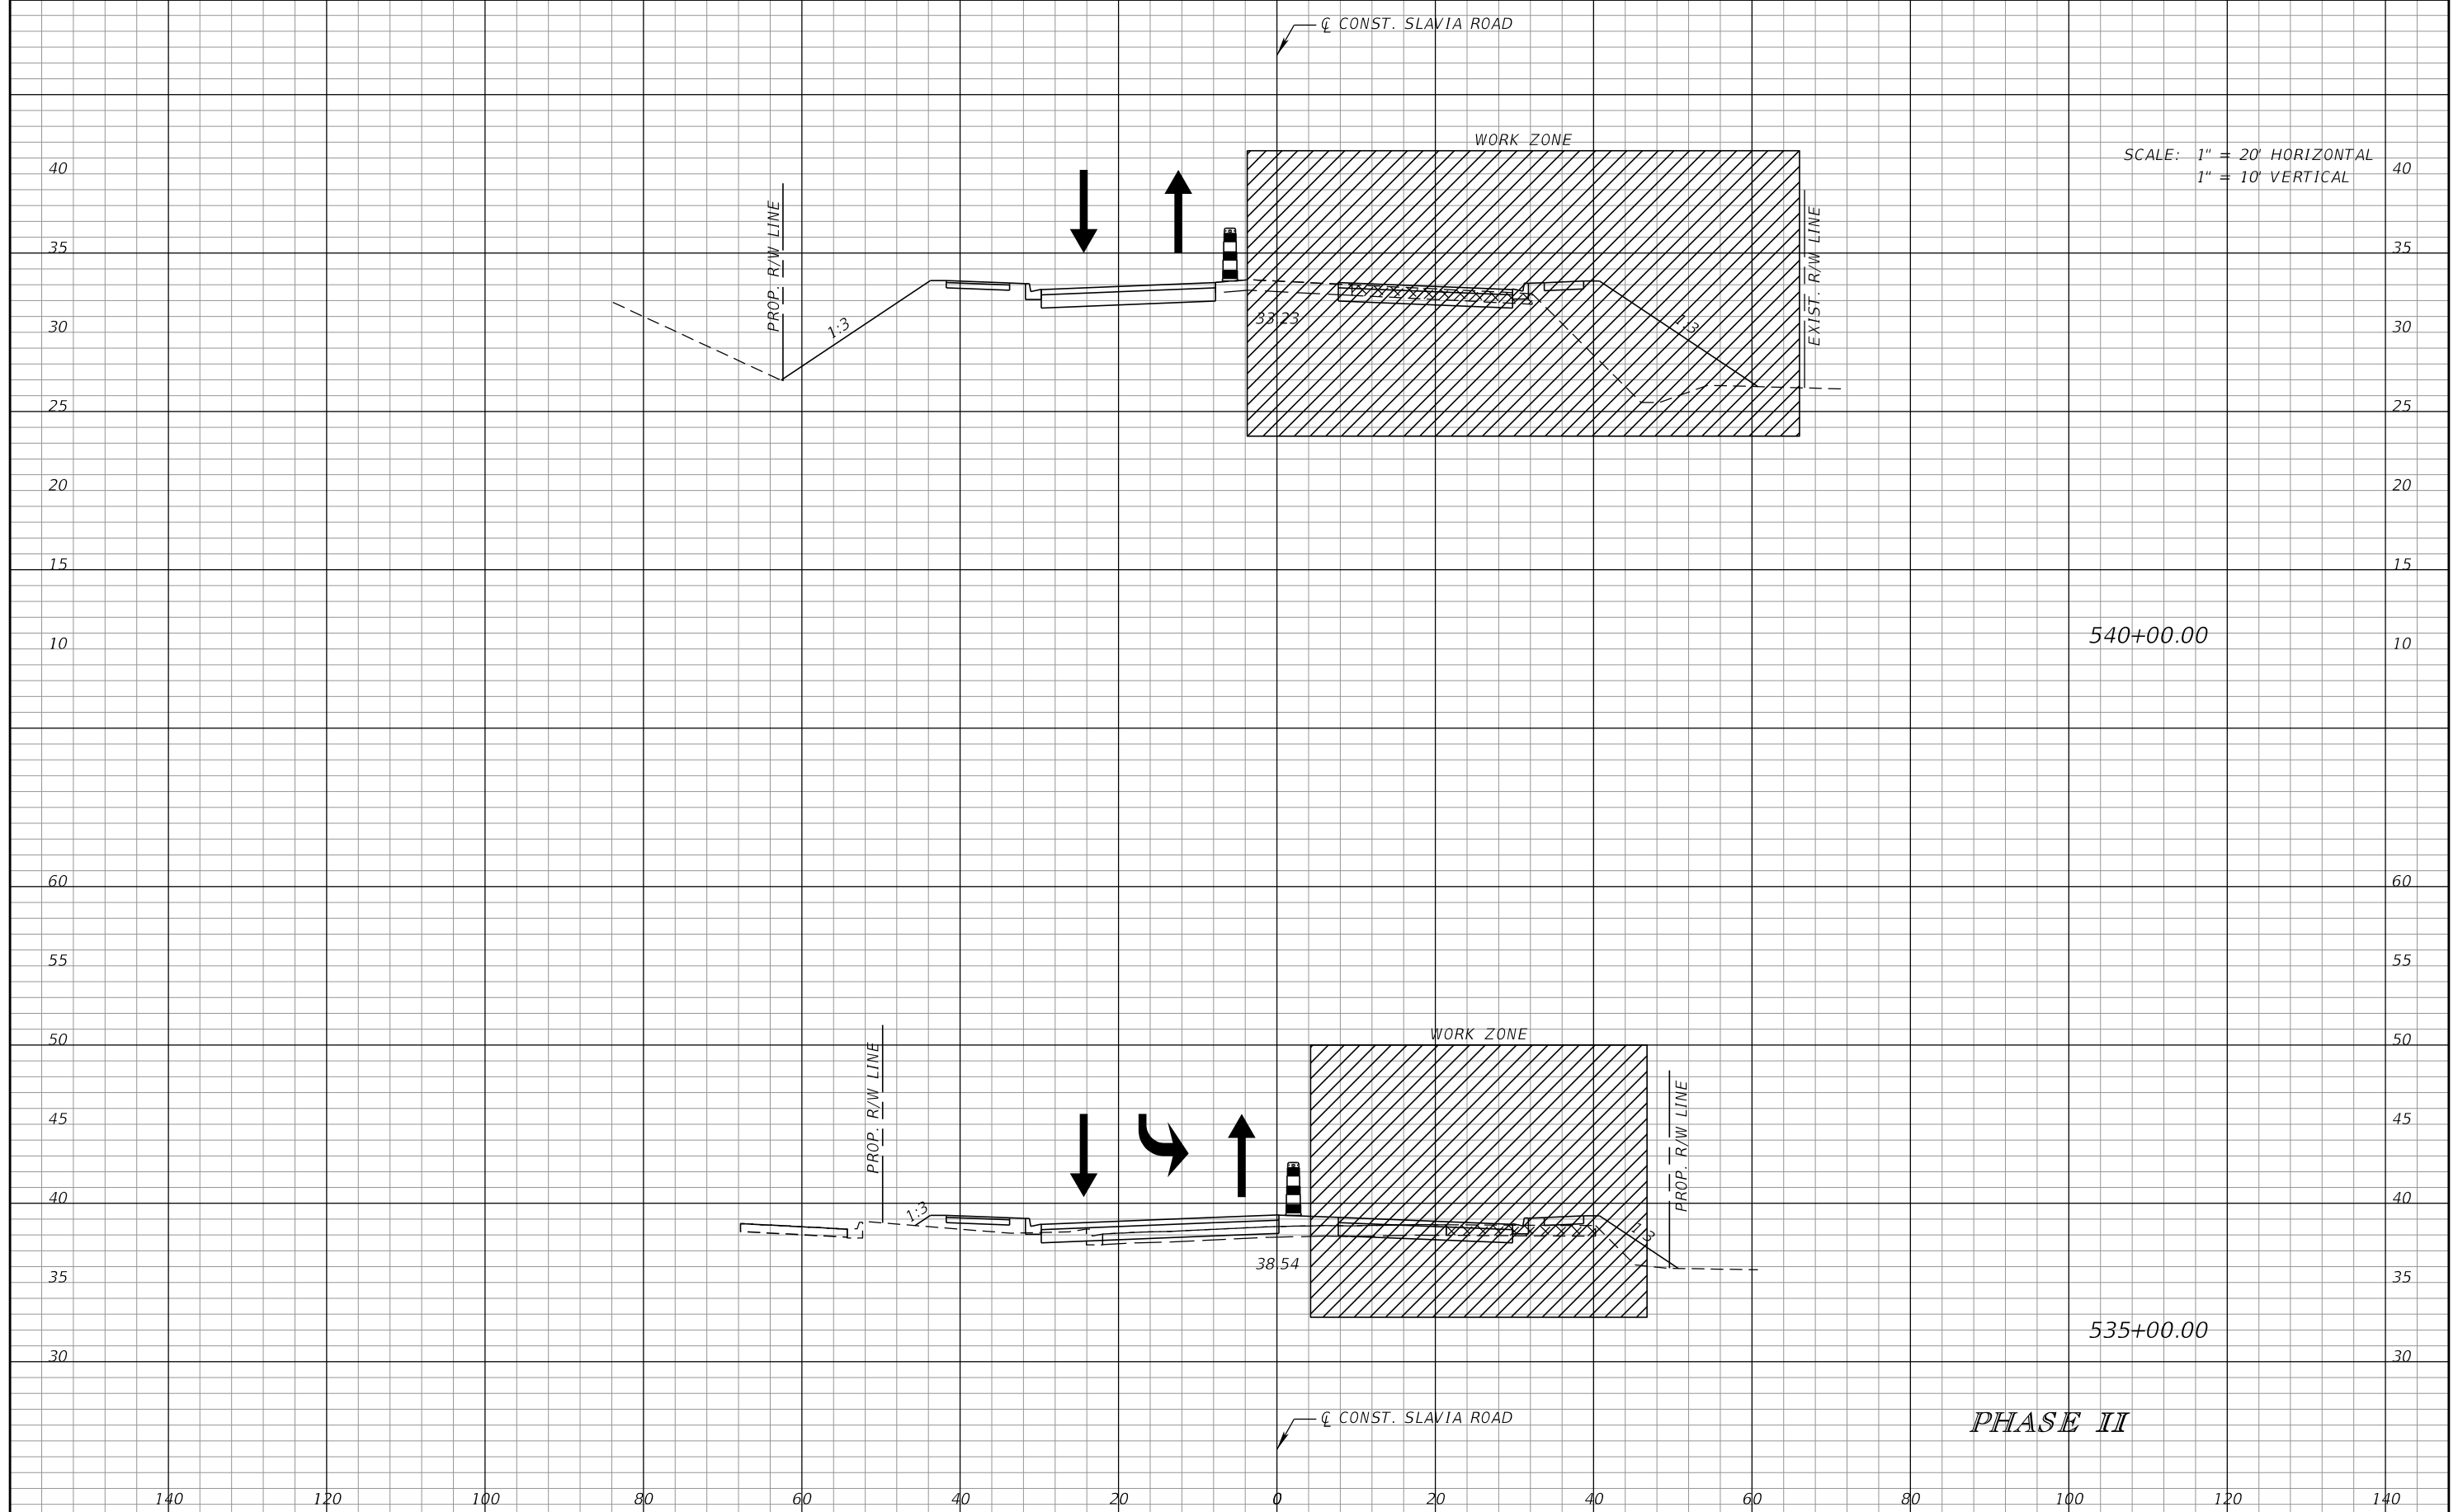 ℄ CONST. SLAVIA ROAD
WORK ZONE
SCALE: 1" = 20' HORIZONTAL
1" = 10' VERTICAL
40 40
PROP. R/W LINE
EXIST. R/W LINE
35 35
1:3
33.23
1:3
30 30
25 25
20 20
15 15
540+00.00
10 10
60 60
55 55
WORK ZONE
50 50
PROP. R/W LINE
PROP. R/W LINE
45 45
40 40
1:3
1:3
38.54
35 35
535+00.00
30 30
℄ CONST. SLAVIA ROAD
PHASE II
140 120 100 80 60 40 20 0 20 40 60 80 100 120 140